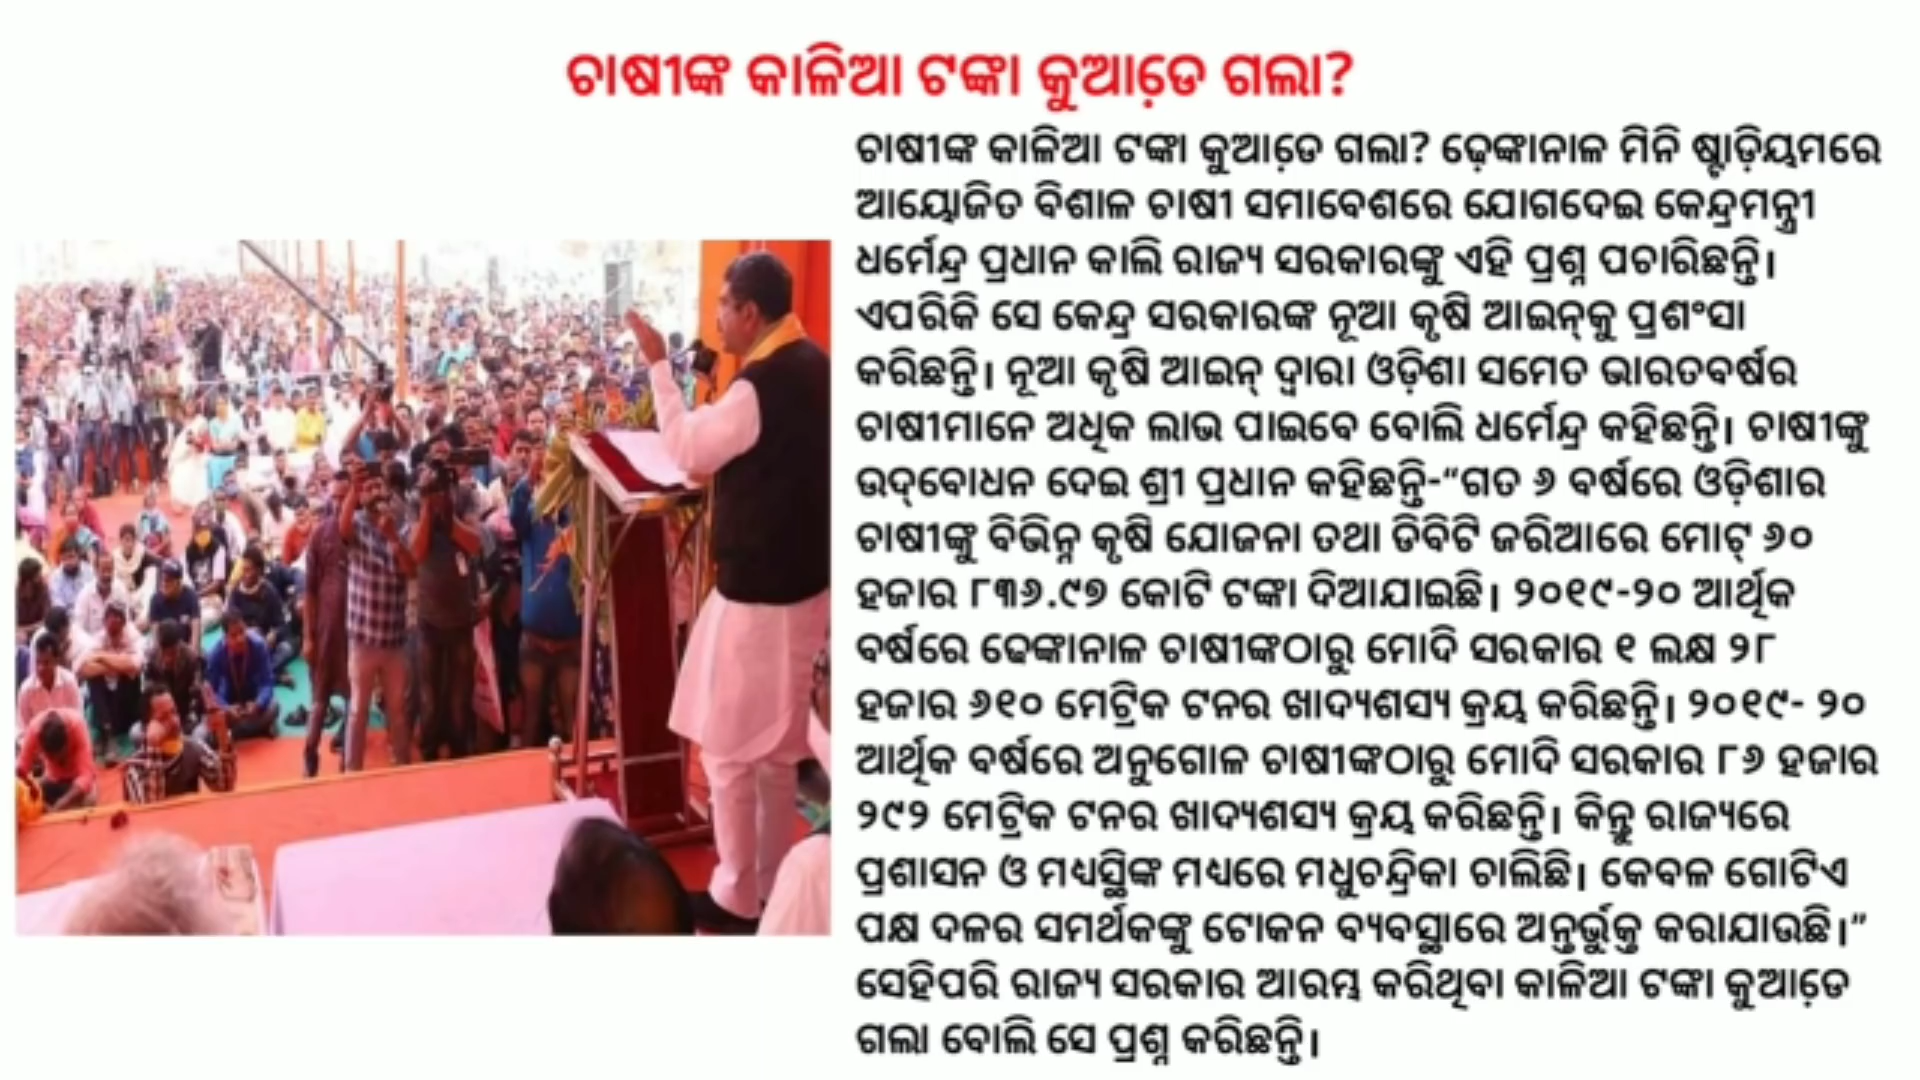 ଚାଷୀଙ୍କ କାଳିଆ ଟଙ୍କା କୁଆଡ଼େ ଗଲା?
ଚାଷୀଙ୍କ କାଳିଆ ଟଙ୍କା କୁଆଡ଼େ ଗଲା? ଢ଼େଙ୍କାନାଳ ମିନି ଷ୍ଟାଡ଼ିୟମରେ
ଆୟୋଜିତ ବିଶାଳ ଚାଷୀ ସମାବେଶରେ ଯୋଗଦେଇ କେନ୍ଦ୍ରମନ୍ତ୍ରୀ
ଧର୍ମେନ୍ଦ୍ର ପ୍ରଧାନ କାଲି ରାଜ୍ୟ ସରକାରଙ୍କୁ ଏହି ପ୍ରଶ୍ନ ପଚାରିଛନ୍ତି।
ଏପରିକି ସେ କେନ୍ଦ୍ର ସରକାରଙ୍କ ନୂଆ କୃଷି ଆଇନ୍‌କୁ ପ୍ରଶଂସା
କରିଛନ୍ତି। ନୂଆ କୃଷି ଆଇନ୍ ଦ୍ୱାରା ଓଡ଼ିଶା ସମେତ ଭାରତବର୍ଷର
ଚାଷୀମାନେ ଅଧିକ ଲାଭ ପାଇବେ ବୋଲି ଧର୍ମେନ୍ଦ୍ର କହିଛନ୍ତି। ଚାଷୀଙ୍କୁ
ଉଦ୍‌ବୋଧନ ଦେଇ ଶ୍ରୀ ପ୍ରଧାନ କହିଛନ୍ତି-“ଗତ ୬ ବର୍ଷରେ ଓଡ଼ିଶାର
ଚାଷୀଙ୍କୁ ବିଭିନ୍ନ କୃଷି ଯୋଜନା ତଥା ଡିବିଟି ଜରିଆରେ ମୋଟ୍ ୬୦
ହଜାର ୮୩୬.୯୭ କୋଟି ଟଙ୍କା ଦିଆଯାଇଛି। ୨୦୧୯-୨୦ ଆର୍ଥିକ
ବର୍ଷରେ ଢେଙ୍କାନାଳ ଚାଷୀଙ୍କଠାରୁ ମୋଦି ସରକାର ୧ ଲକ୍ଷ ୨୮
ହଜାର ୬୧୦ ମେଟ୍ରିକ ଟନର ଖାଦ୍ୟଶସ୍ୟ କ୍ରୟ କରିଛନ୍ତି। ୨୦୧୯- ୨୦
ଆର୍ଥିକ ବର୍ଷରେ ଅନୁଗୋଳ ଚାଷୀଙ୍କଠାରୁ ମୋଦି ସରକାର ୮୬ ହଜାର
୨୯୨ ମେଟ୍ରିକ ଟନର ଖାଦ୍ୟଶସ୍ୟ କ୍ରୟ କରିଛନ୍ତି। କିନ୍ତୁ ରାଜ୍ୟରେ
ପ୍ରଶାସନ ଓ ମଧ୍ୟସ୍ଥିଙ୍କ ମଧ୍ୟରେ ମଧୁଚନ୍ଦ୍ରିକା ଚାଲିଛି। କେବଳ ଗୋଟିଏ
ପକ୍ଷ ଦଳର ସମର୍ଥକଙ୍କୁ ଟୋକନ ବ୍ୟବସ୍ଥାରେ ଅନ୍ତର୍ଭୁକ୍ତ କରାଯାଉଛି।”
ସେହିପରି ରାଜ୍ୟ ସରକାର ଆରମ୍ଭ କରିଥିବା କାଳିଆ ଟଙ୍କା କୁଆଡ଼େ
ଗଲା ବୋଲି ସେ ପ୍ରଶ୍ନ କରିଛନ୍ତି।